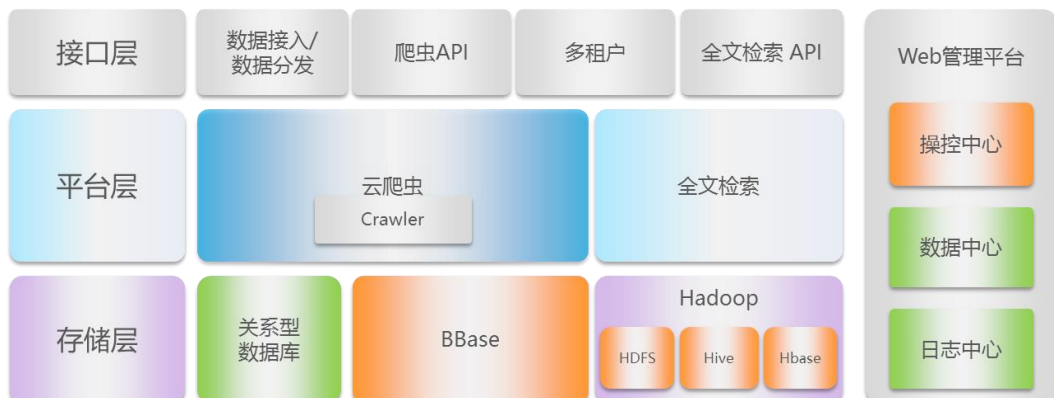 接口层
数据接入/
数据分发
爬虫API
多租户
全文检索 API
平台层
云爬虫
Crawler
全文检索
存储层
关系型
数据库
BBase
Hadoop
HDFS
Hive
Hbase
Web管理平台
操控中心
数据中心
日志中心